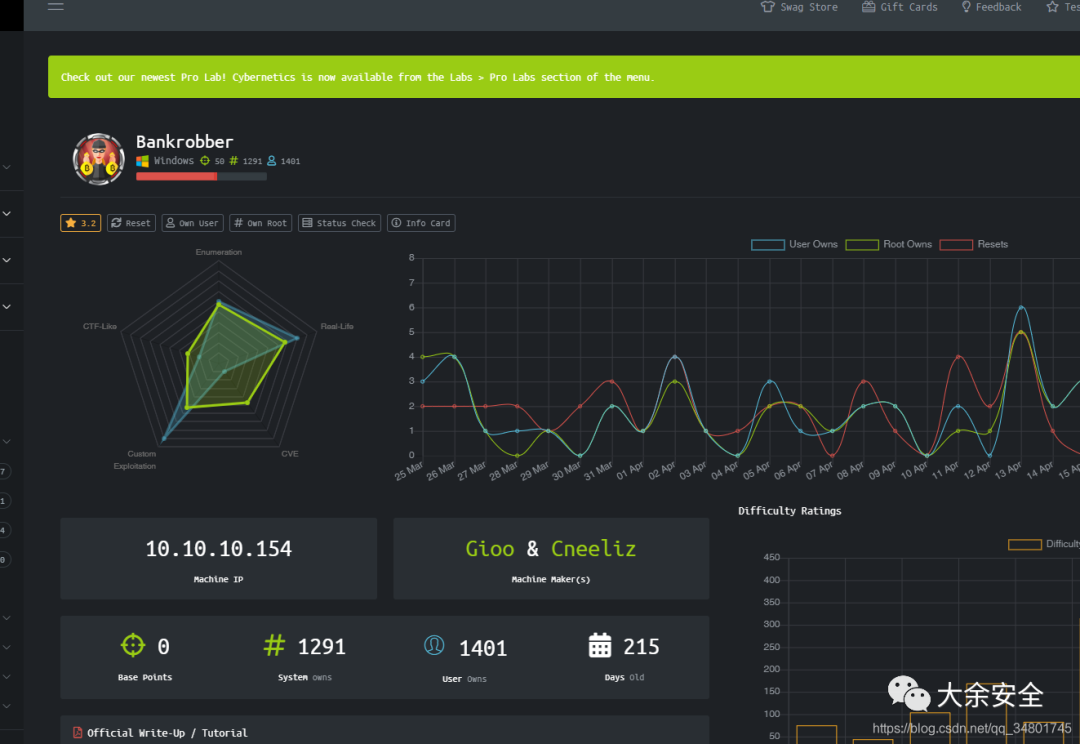 Swag Store Gift Cards Feedback Tes
Check out our newest Pro Lab! Cybernetics is now available from the Labs > Pro Labs section of the menu.
Bankrobber
Windows 50 # 1291 1401
3.2 Reset Own User # Own Root Status Check Info Card
Enumeration
CTF-Like
Real-Life
Custom
Exploitation
CVE
User Owns Root Owns Resets
8
7
6
5
4
3
2
1
0
25 Mar 26 Mar 27 Mar 28 Mar 29 Mar 30 Mar 31 Mar 01 Apr 02 Apr 03 Apr 04 Apr 05 Apr 06 Apr 07 Apr 08 Apr 09 Apr 10 Apr 11 Apr 12 Apr 13 Apr 14 Apr 15 Ap
7
1
4
0
10.10.10.154
Machine IP
Gioo & Cneeliz
Machine Maker(s)
0
Base Points
# 1291
System owns
1401
User Owns
215
Days Old
Official Write-Up / Tutorial
Difficulty Ratings
Difficulty
450
400
350
300
250
200
150
100
50
大余安全
https://blog.csdn.net/qq_34801745